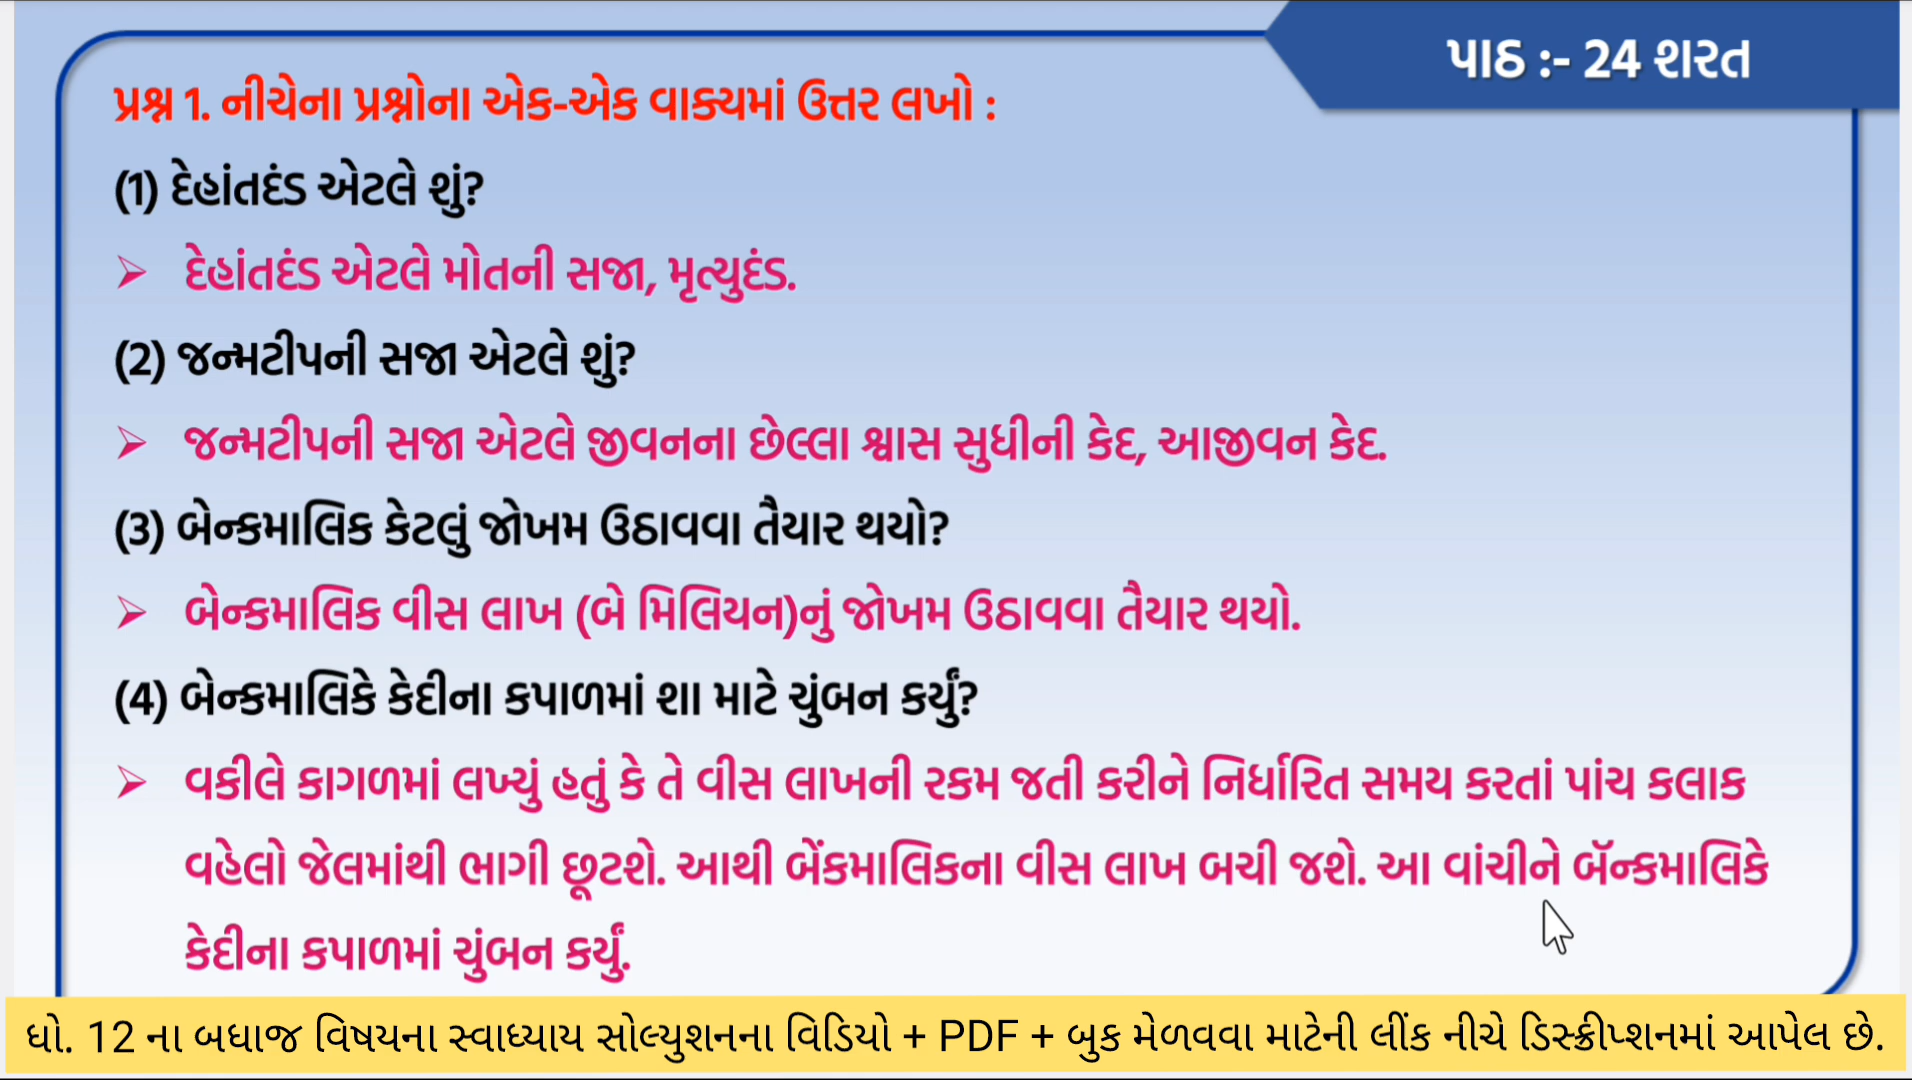 પાઠ :- 24 શરત
પ્રશ્ન 1. નીચેના પ્રશ્નોના એક-એક વાક્યમાં ઉત્તર લખો :
(1) દેહાંતદંડ એટલે શું?
➢ દેહાંતદંડ એટલે મોતની સજા, મૃત્યુદંડ.
(2) જન્મટીપની સજા એટલે શું?
➢ જન્મટીપની સજા એટલે જીવનના છેલ્લા શ્વાસ સુધીની કેદ, આજીવન કેદ.
(3) બેન્કમાલિક કેટલું જોખમ ઉઠાવવા તૈયાર થયો?
➢ બેન્કમાલિક વીસ લાખ (બે મિલિયન)નું જોખમ ઉઠાવવા તૈયાર થયો.
(4) બેન્કમાલિકે કેદીના કપાળમાં શા માટે ચુંબન કર્યું?
➢ વકીલે કાગળમાં લખ્યું હતું કે તે વીસ લાખની રકમ જતી કરીને નિર્ધારિત સમય કરતાં પાંચ કલાક
વહેલો જેલમાંથી ભાગી છૂટશે. આથી બેંકમાલિકના વીસ લાખ બચી જશે. આ વાંચીને બૅન્કમાલિકે
કેદીના કપાળમાં ચુંબન કર્યું.
ધો. 12 ના બધાજ વિષયના સ્વાધ્યાય સોલ્યુશનના વિડિયો + PDF + બુક મેળવવા માટેની લીંક નીચે ડિસ્ક્રીપ્શનમાં આપેલ છે.